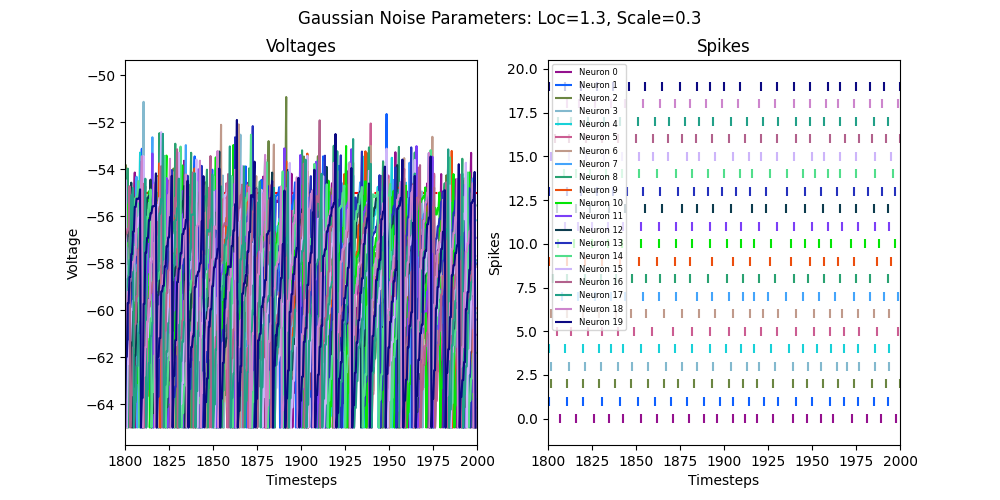 Gaussian Noise Parameters: Loc=1.3, Scale=0.3
Voltages
Voltage
−50
−52
−54
−56
−58
−60
−62
−64
1800
1825
1850
1875
1900
1925
1950
1975
2000
Timesteps
Spikes
Spikes
20.0
17.5
15.0
12.5
10.0
7.5
5.0
2.5
0.0
Neuron 0
Neuron 1
Neuron 2
Neuron 3
Neuron 4
Neuron 5
Neuron 6
Neuron 7
Neuron 8
Neuron 9
Neuron 10
Neuron 11
Neuron 12
Neuron 13
Neuron 14
Neuron 15
Neuron 16
Neuron 17
Neuron 18
Neuron 19
1800
1825
1850
1875
1900
1925
1950
1975
2000
Timesteps